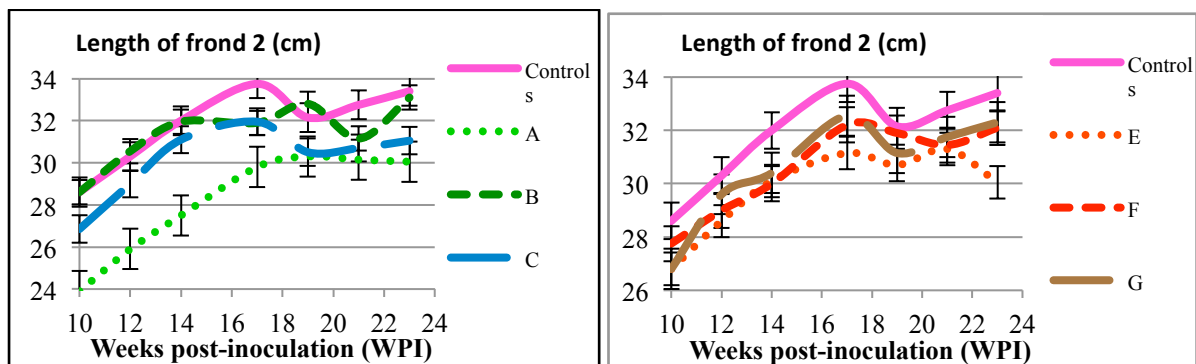 Length of frond 2 (cm)
34
32
30
28
26
24
10 12 14 16 18 20 22 24
Weeks post-inoculation (WPI)
Control
s
A
B
C
Length of frond 2 (cm)
34
32
30
28
26
10 12 14 16 18 20 22 24
Weeks post-inoculation (WPI)
Control
s
E
F
G